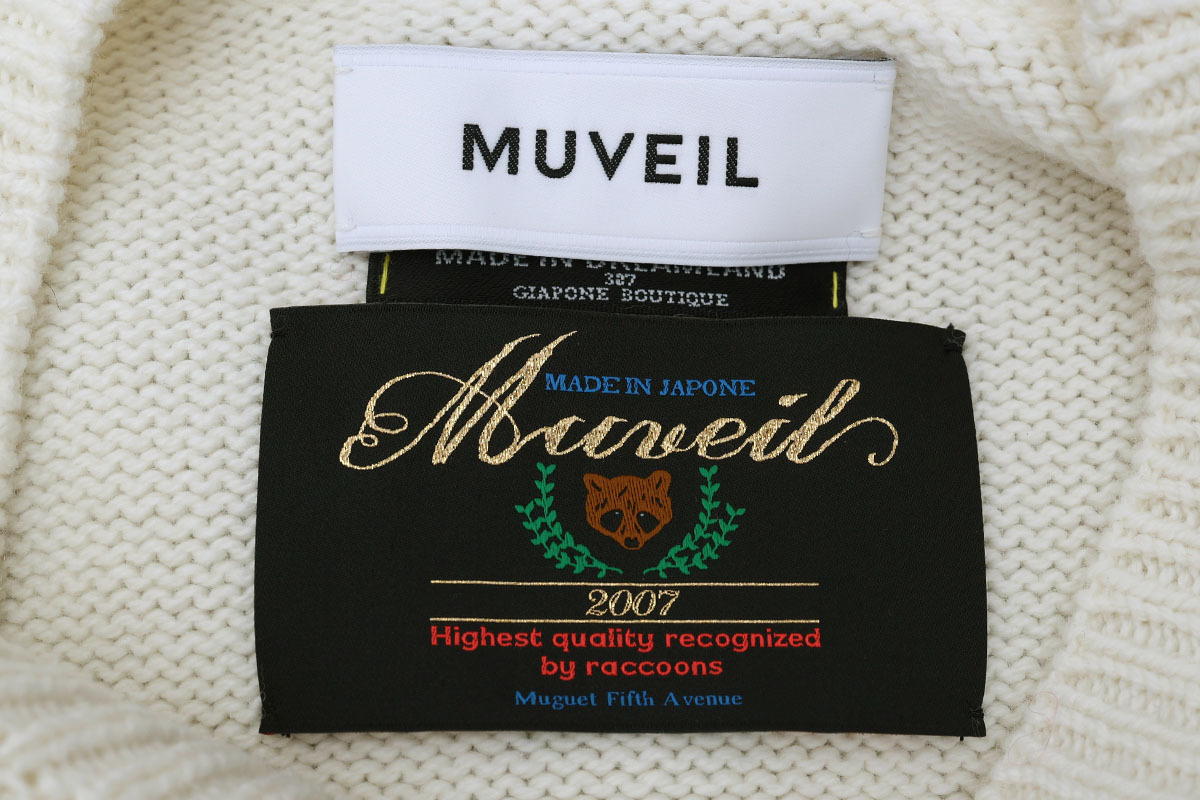 MUVEIL
MADE IN DREAMLAND
387
GIAPONE BOUTIQUE
MADE IN JAPONE
Muveil
2007
Highest quality recognized
by raccoons
Muguet Fifth Avenue